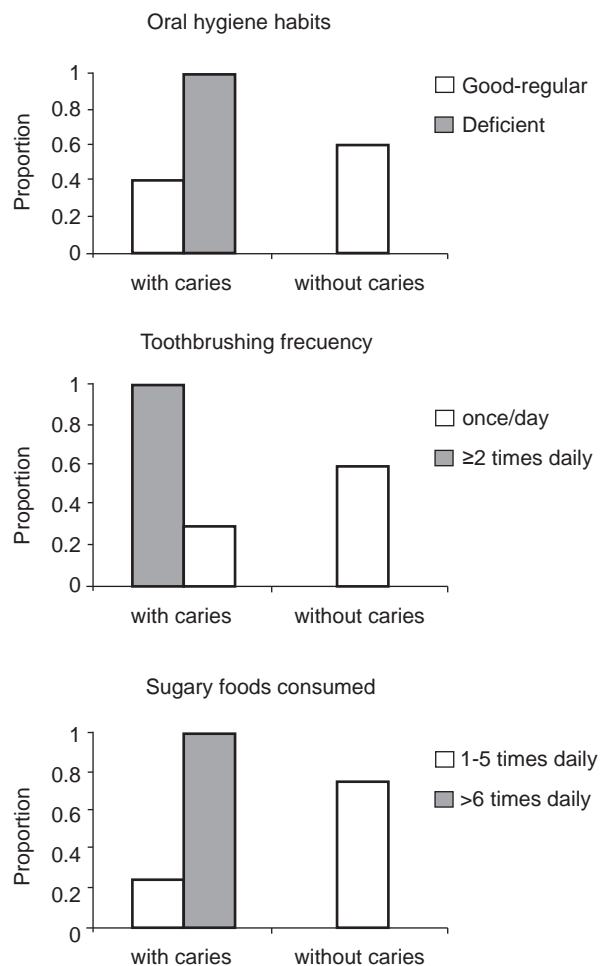 Oral hygiene habits
Proportion
1
0.8
0.6
0.4
0.2
0
with caries
without caries
Good-regular
Deficient
Toothbrushing frecuency
Proportion
1
0.8
0.6
0.4
0.2
0
with caries
without caries
once/day
≥2 times daily
Sugary foods consumed
Proportion
1
0.8
0.6
0.4
0.2
0
with caries
without caries
1-5 times daily
>6 times daily